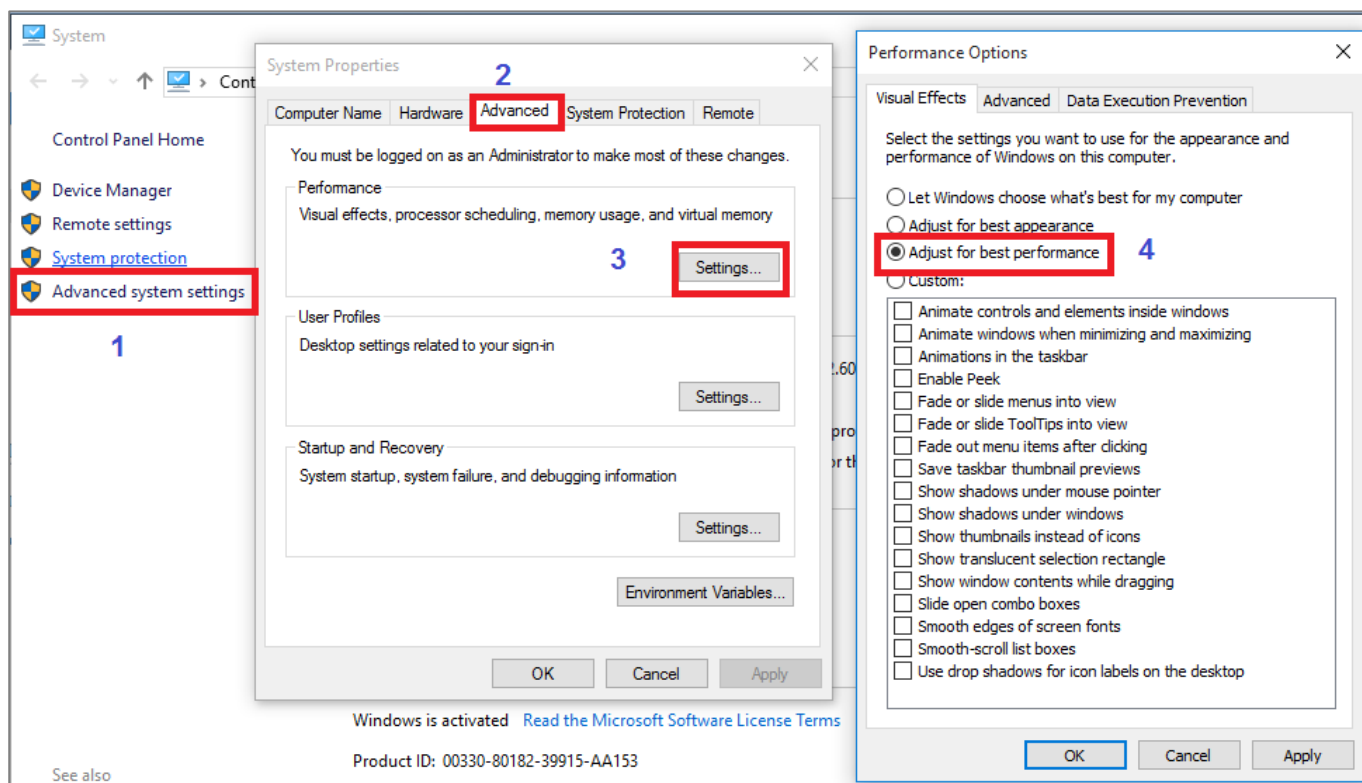 System
Cont
Control Panel Home
Device Manager
Remote settings
System protection
Advanced system settings
1
See also
System Properties
2
Computer Name Hardware Advanced System Protection Remote
You must be logged on as an Administrator to make most of these changes.
Performance
Visual effects, processor scheduling, memory usage, and virtual memory
3
Settings...
User Profiles
Desktop settings related to your sign-in
Settings...
Startup and Recovery
System startup, system failure, and debugging information
Settings...
Environment Variables...
OK Cancel Apply
Windows is activated Read the Microsoft Software License Terms
Product ID: 00330-80182-39915-AA153
Performance Options
Visual Effects Advanced Data Execution Prevention
Select the settings you want to use for the appearance and
performance of Windows on this computer.
Let Windows choose what's best for my computer
Adjust for best appearance
Adjust for best performance 4
Custom:
Animate controls and elements inside windows
Animate windows when minimizing and maximizing
Animations in the taskbar
Enable Peek
Fade or slide menus into view
Fade or slide ToolTips into view
Fade out menu items after clicking
Save taskbar thumbnail previews
Show shadows under mouse pointer
Show shadows under windows
Show thumbnails instead of icons
Show translucent selection rectangle
Show window contents while dragging
Slide open combo boxes
Smooth edges of screen fonts
Smooth-scroll list boxes
Use drop shadows for icon labels on the desktop
OK Cancel Apply